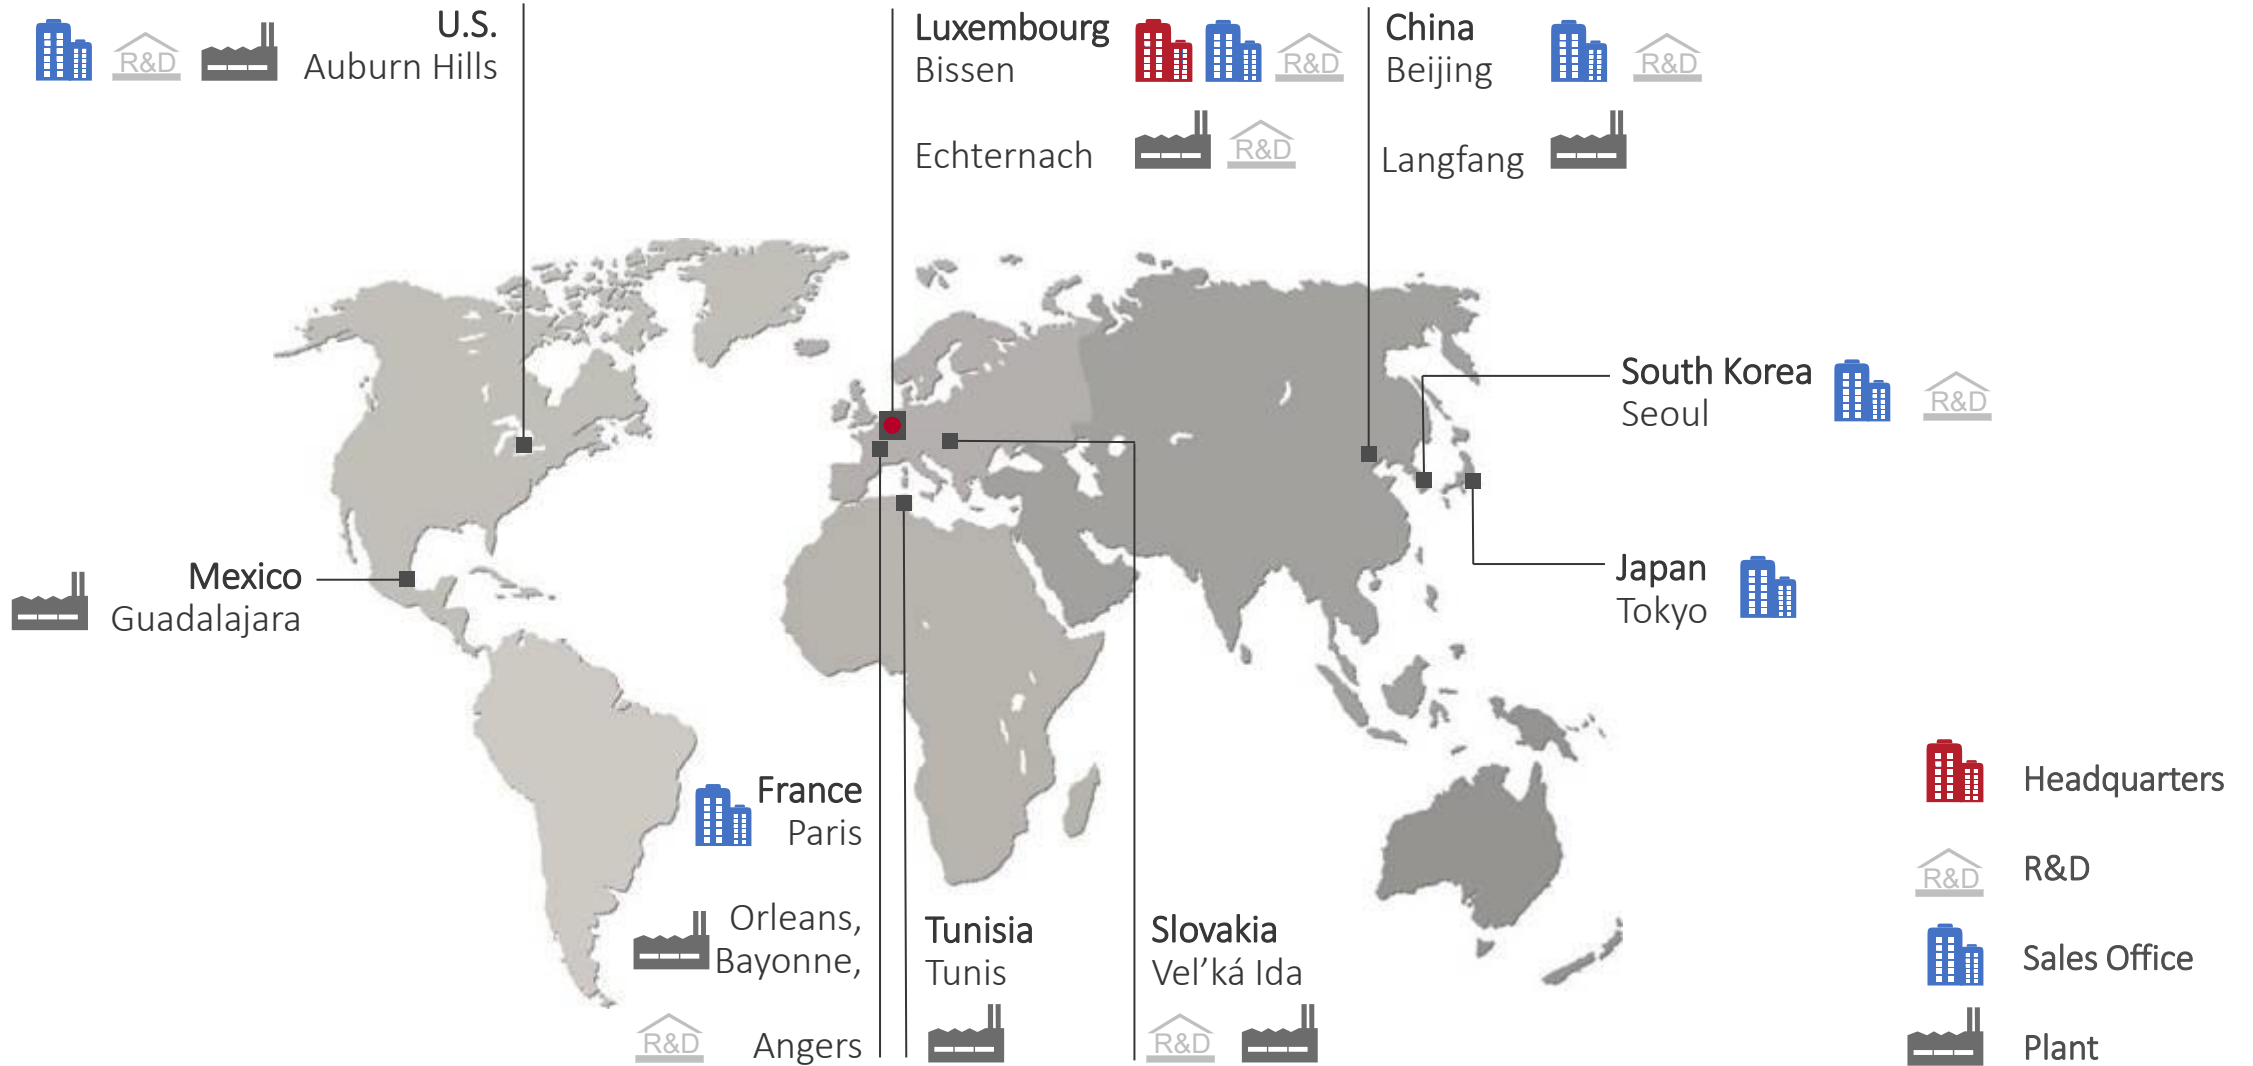 U.S.
Auburn Hills
R&D
Luxembourg
Bissen
R&D
Echternach
R&D
China
Beijing
R&D
Langfang
South Korea
Seoul
R&D
Japan
Tokyo
Mexico
Guadalajara
France
Paris
Orleans,
Bayonne,
R&D
Angers
Tunisia
Tunis
Slovakia
Vel’ká Ida
R&D
Headquarters
R&D
R&D
Sales Office
Plant